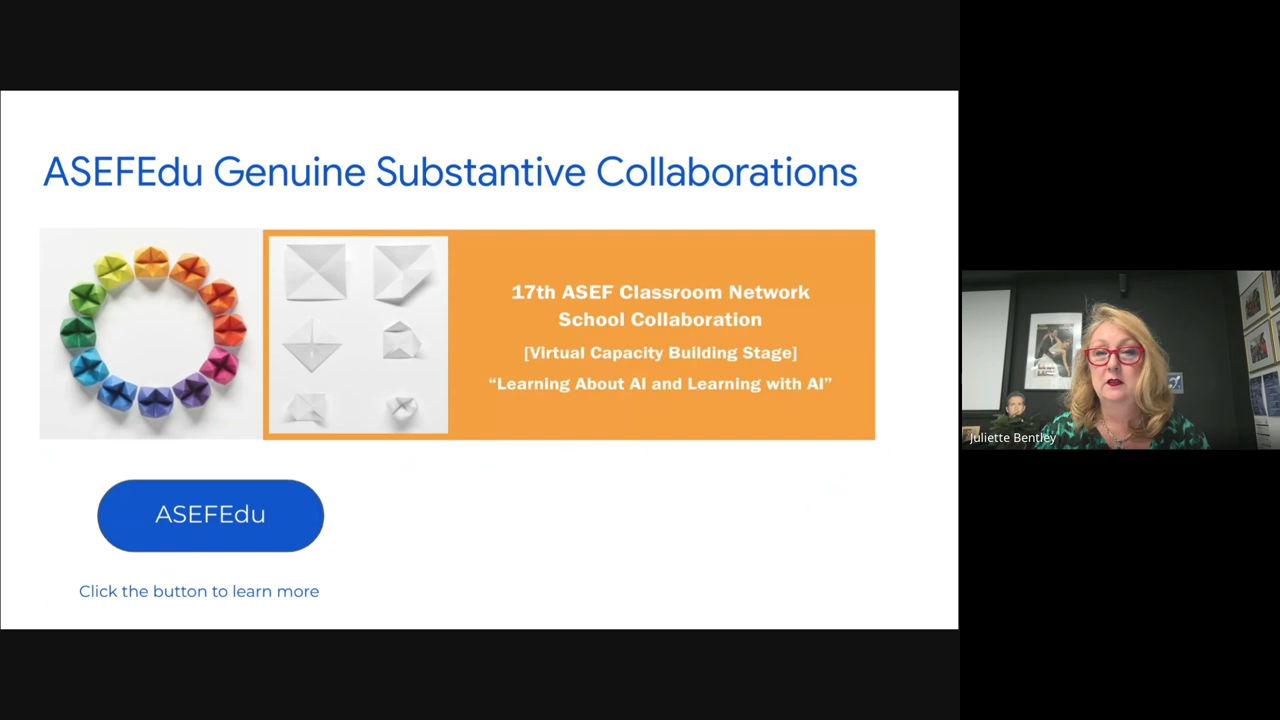 ASEFEdu Genuine Substantive Collaborations
17th ASEF Classroom Network
School Collaboration
[Virtual Capacity Building Stage]
“Learning About AI and Learning with AI”
ASEFEdu
Click the button to learn more
Juliette Bentley